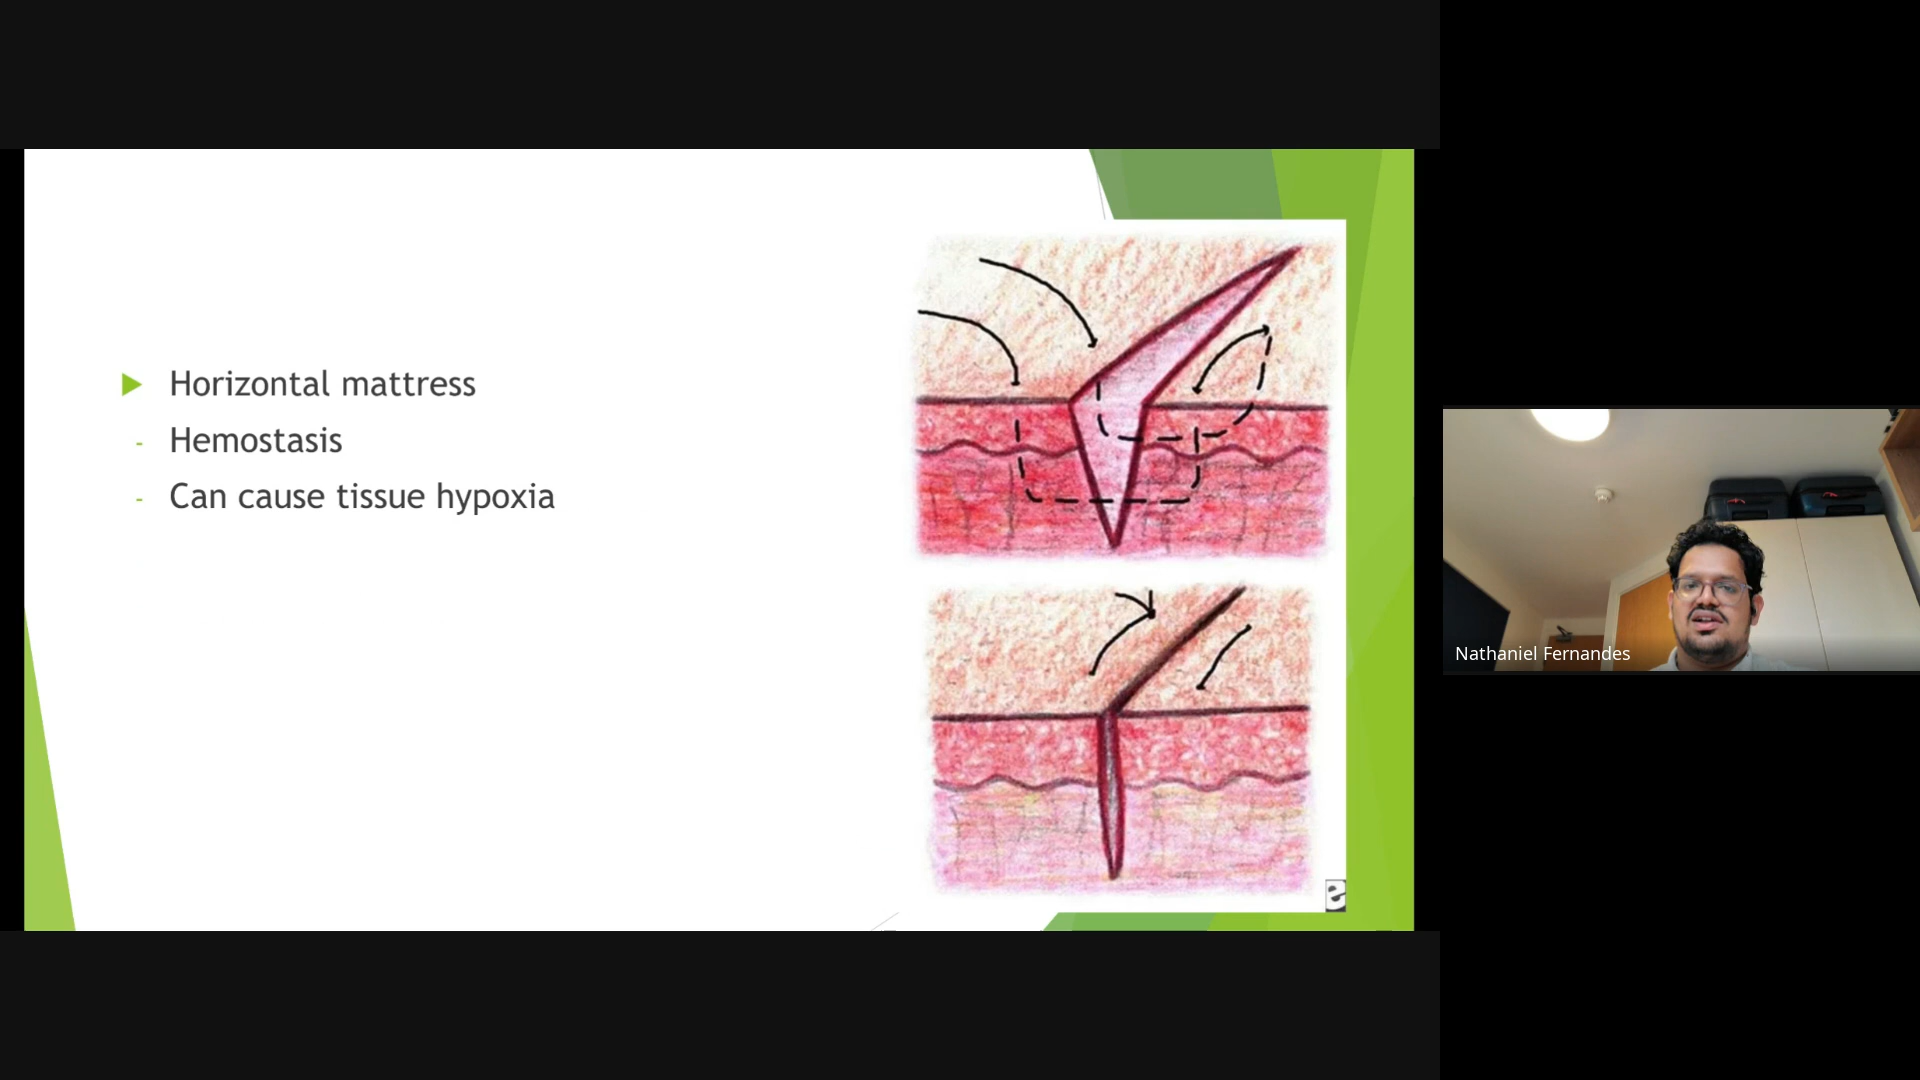 Horizontal mattress
- Hemostasis
- Can cause tissue hypoxia
e
Nathaniel Fernandes